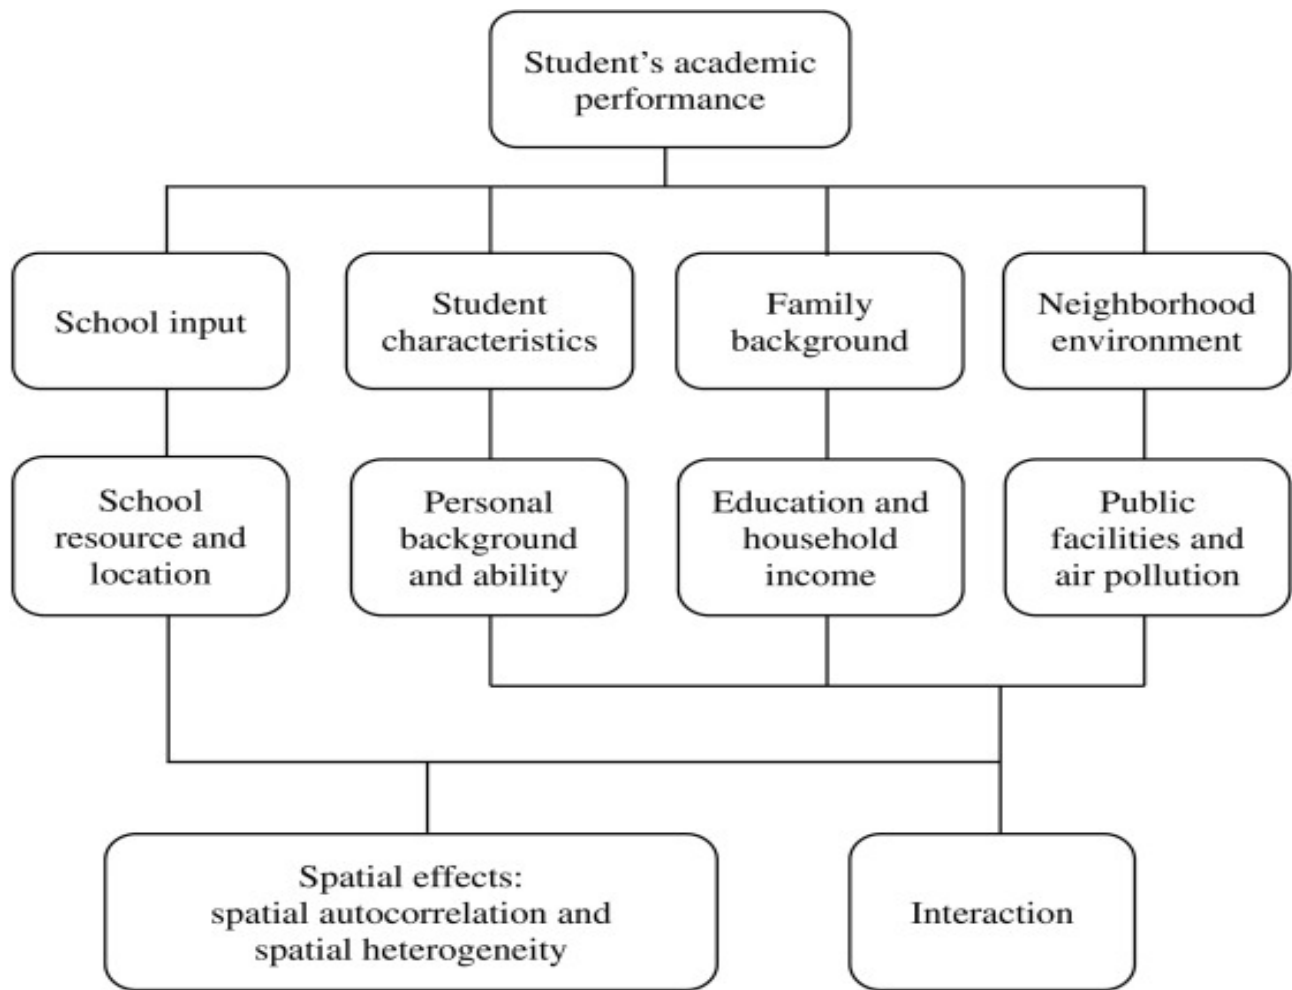 Student’s academic
performance
School input
Student
characteristics
Family
background
Neighborhood
environment
School
resource and
location
Personal
background
and ability
Education and
household
income
Public
facilities and
air pollution
Spatial effects:
spatial autocorrelation and
spatial heterogeneity
Interaction